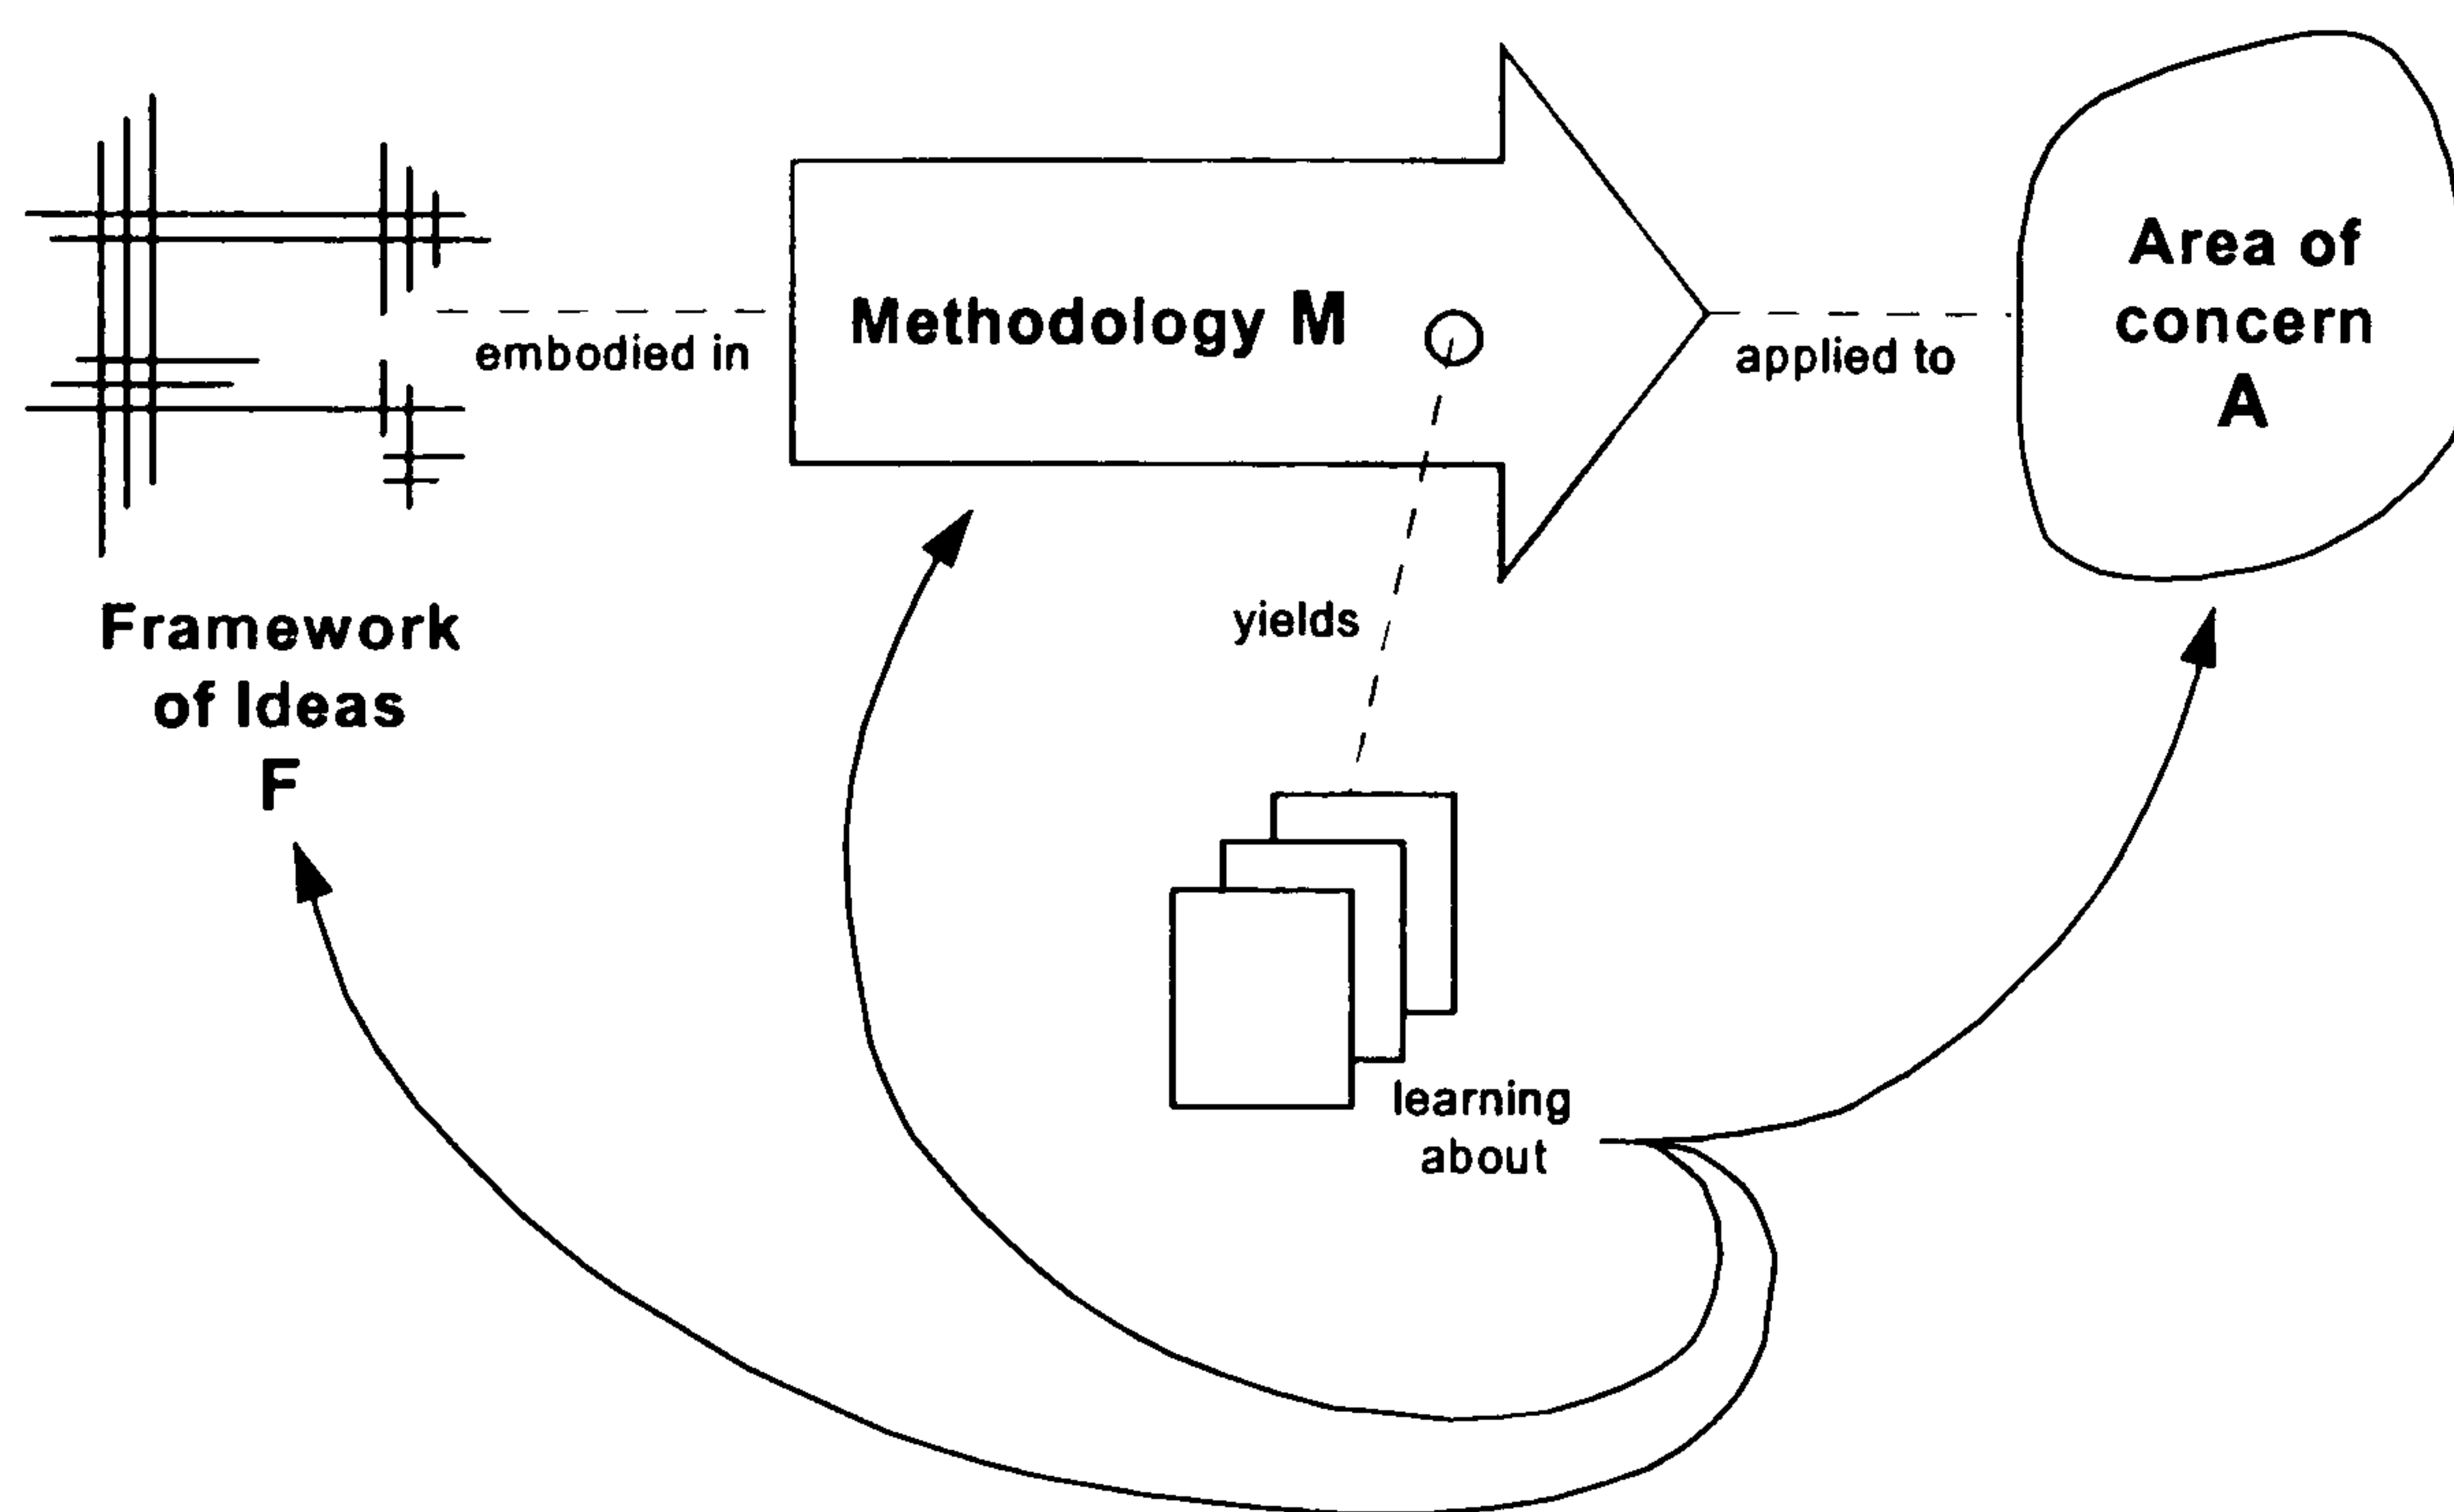 Framework
of Ideas
F
embodied in
Methodology M
applied to
Area of
concern
A
yields
learning
about